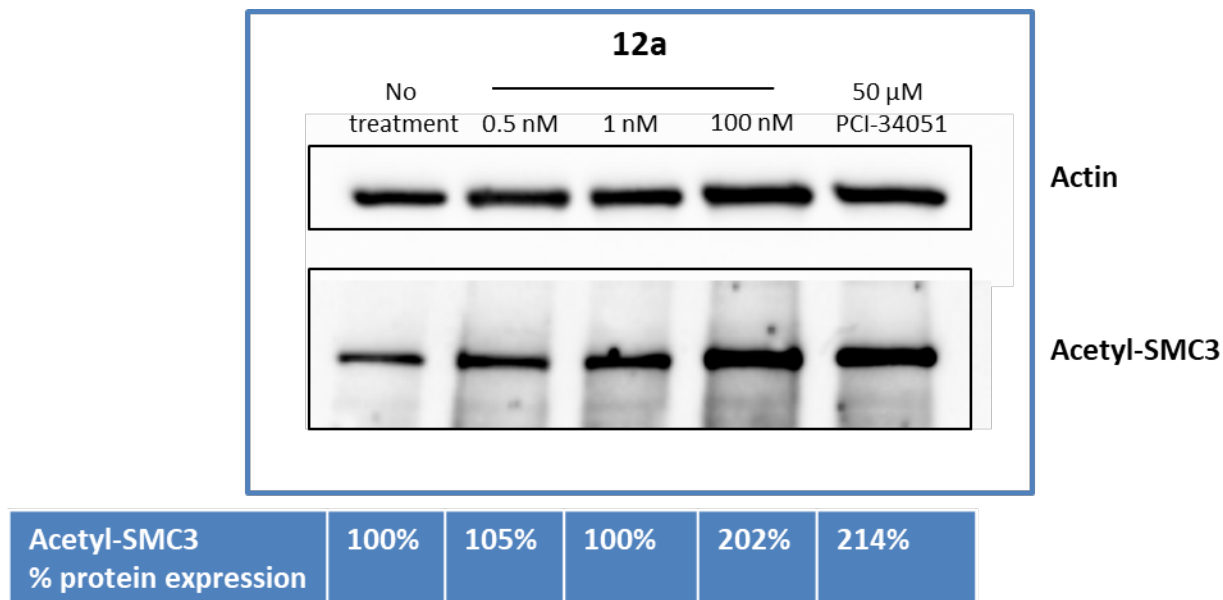 12a
No
treatment
0.5 nM
1 nM
100 nM
50 µM
PCI-34051
Actin
Acetyl-SMC3
Acetyl-SMC3
% protein expression
100%
105%
100%
202%
214%